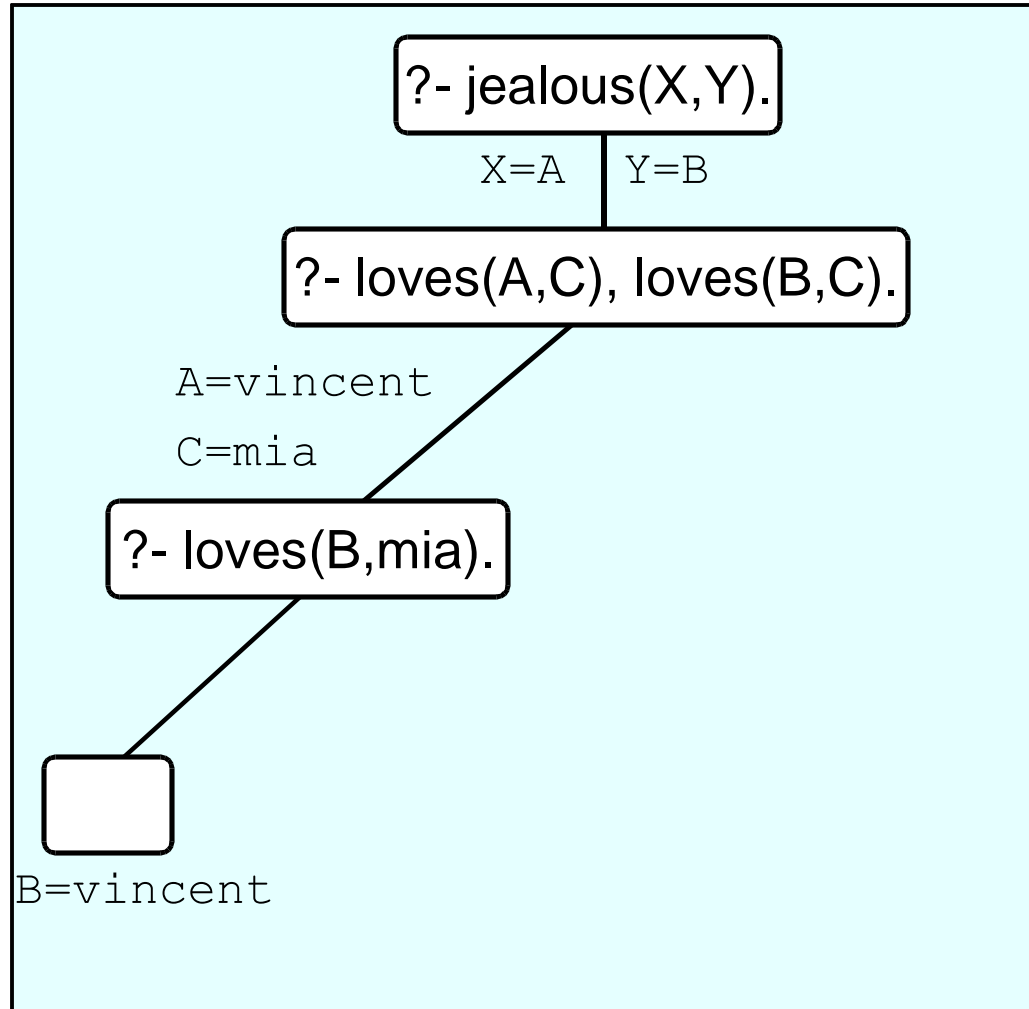 ?- jealous(X,Y).
X=A Y=B
?- loves(A,C), loves(B,C).
A=vincent
C=mia
?- loves(B,mia).
B=vincent